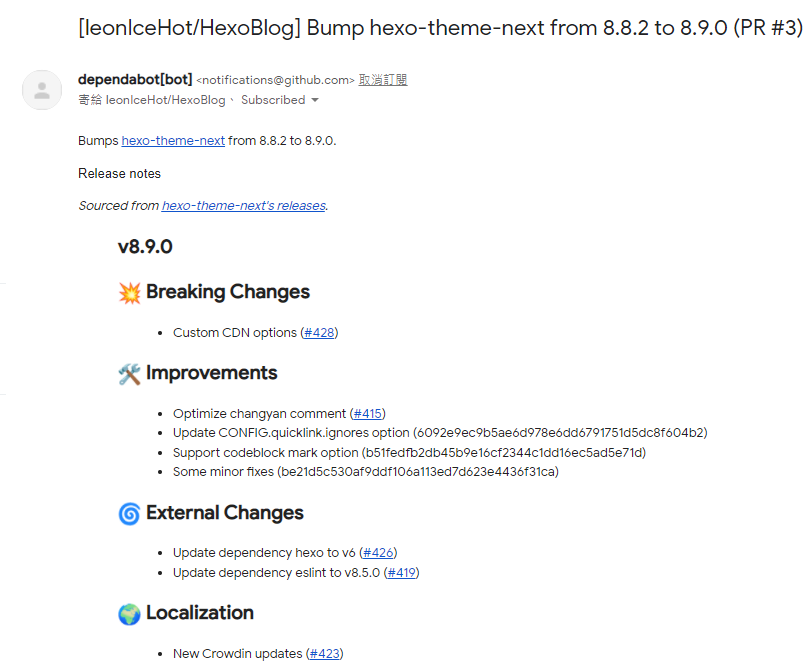 [leonIceHot/HexoBlog] Bump hexo-theme-next from 8.8.2 to 8.9.0 (PR #3)
dependabot[bot] <notifications@github.com> 取消訂閱
寄給 leonIceHot/HexoBlog、 Subscribed
Bumps hexo-theme-next from 8.8.2 to 8.9.0.
Release notes
Sourced from hexo-theme-next's releases.
v8.9.0
💥 Breaking Changes
• Custom CDN options (#428)
🛠️ Improvements
• Optimize changyan comment (#415)
• Update CONFIG.quicklink.ignores option (6092e9ec9b5ae6d978e6dd6791751d5dc8f604b2)
• Support codeblock mark option (b51fedfb2db45b9e16cf2344c1dd16ec5ad5e71d)
• Some minor fixes (be21d5c530af9ddf106a113ed7d623e4436f31ca)
🌀 External Changes
• Update dependency hexo to v6 (#426)
• Update dependency eslint to v8.5.0 (#419)
🌍 Localization
• New Crowdin updates (#423)